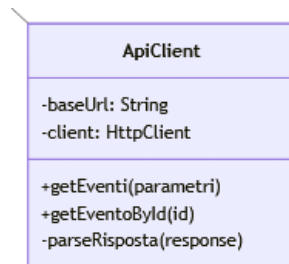 ApiClient
-baseUrl: String
-client: HttpClient
+getEventi(parametri)
+getEventoById(id)
-parseRisposta(response)